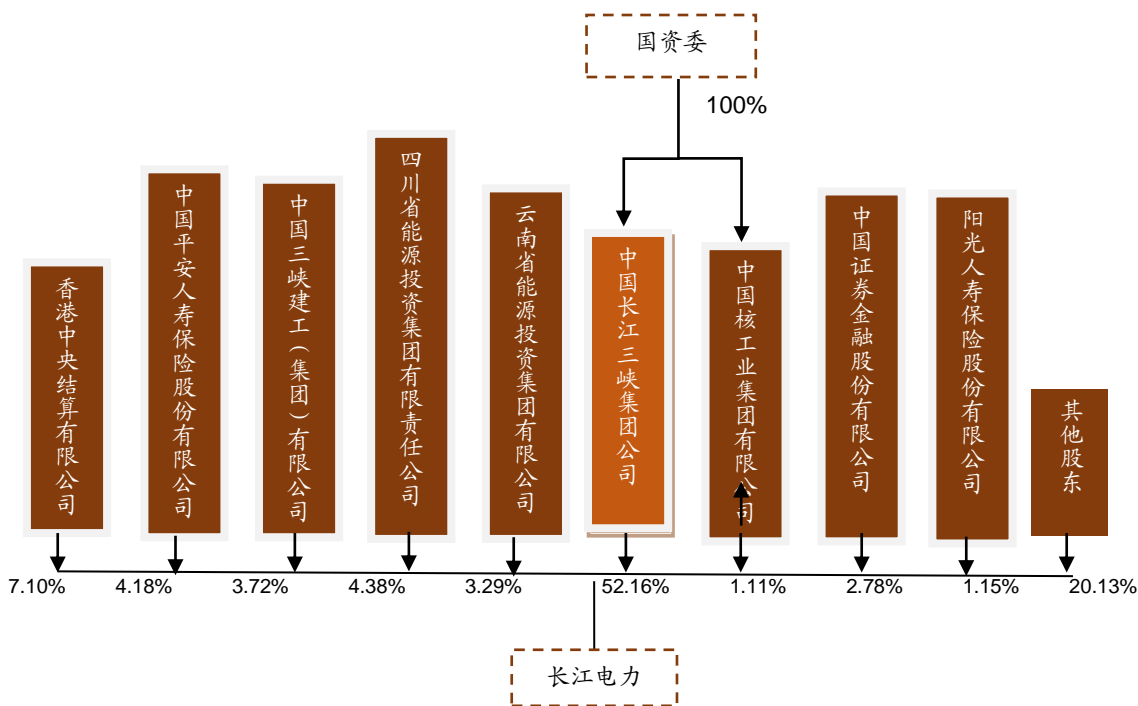 国资委
100%
香港中央结算有限公司
中国平安人寿保险股份有限公司
中国三峡建工（集团）有限公司
四川省能源投资集团有限责任公司
云南省能源投资集团有限公司
中国长江三峡集团公司
中国核工业集团有限公司
中国证券金融股份有限公司
阳光人寿保险股份有限公司
其他股东
7.10%
4.18%
3.72%
4.38%
3.29%
52.16%
1.11%
2.78%
1.15%
20.13%
长江电力